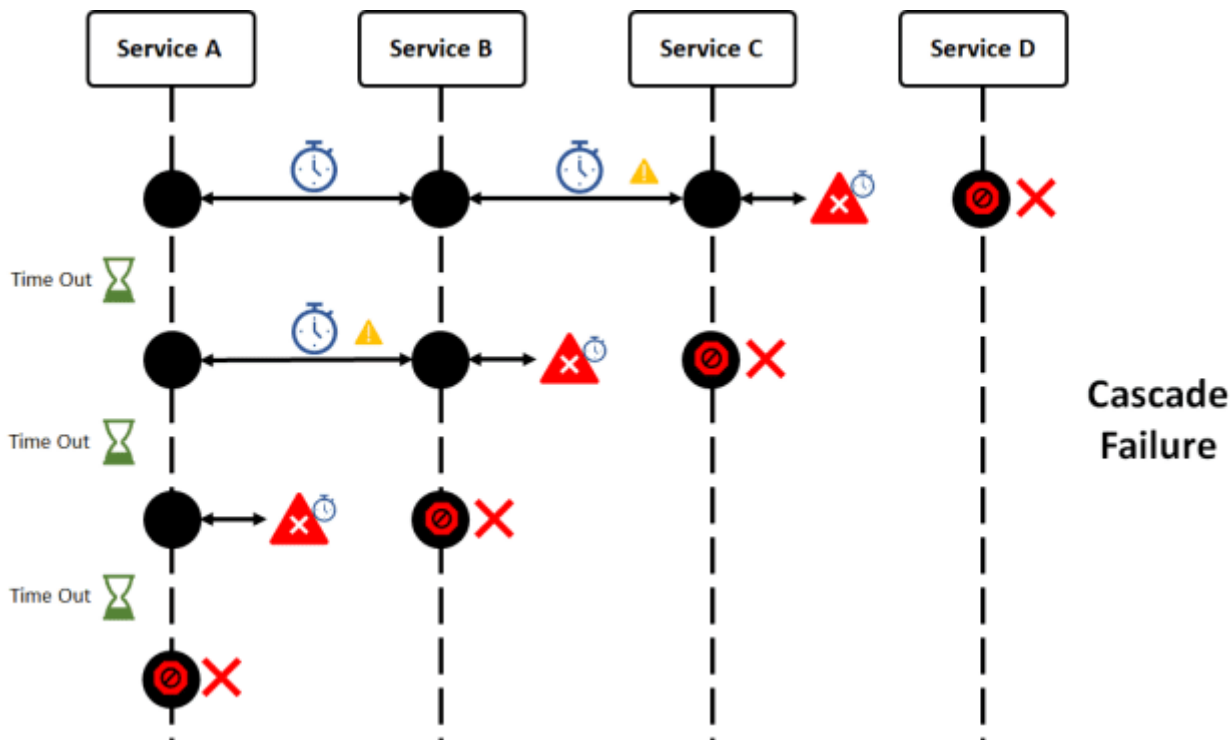 Service A
Service B
Service C
Service D
Time Out
Time Out
Cascade
Failure
Time Out